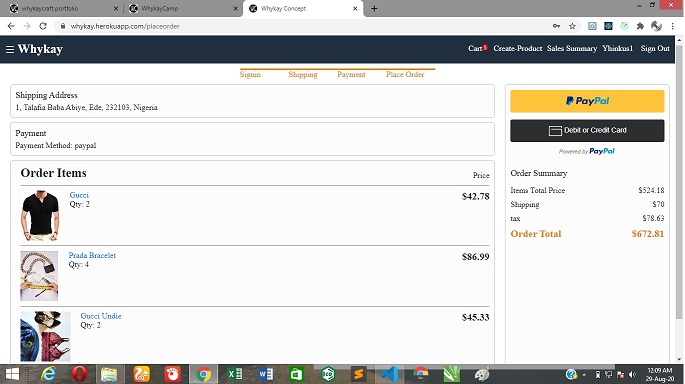 whykaycraft portfolio
WhykayCamp
Whykay Concept
whykay.herokuapp.com/placeorder
Whykay
Cart 3 Create-Product Sales Summary Yhinkus1 Sign Out
Signin Shipping Payment Place Order
Shipping Address
1, Talafia Baba Abiye, Ede, 232103, Nigeria
Payment
Payment Method: paypal
Order Items
Price
Gucci
Qty: 2
$42.78
Prada Bracelet
Qty: 4
$86.99
Gucci Undie
Qty: 2
$45.33
PayPal
Debit or Credit Card
Powered by PayPal
Order Summary
Items Total Price $524.18
Shipping $70
tax $78.63
Order Total $672.81
12:09 AM
29-Aug-20